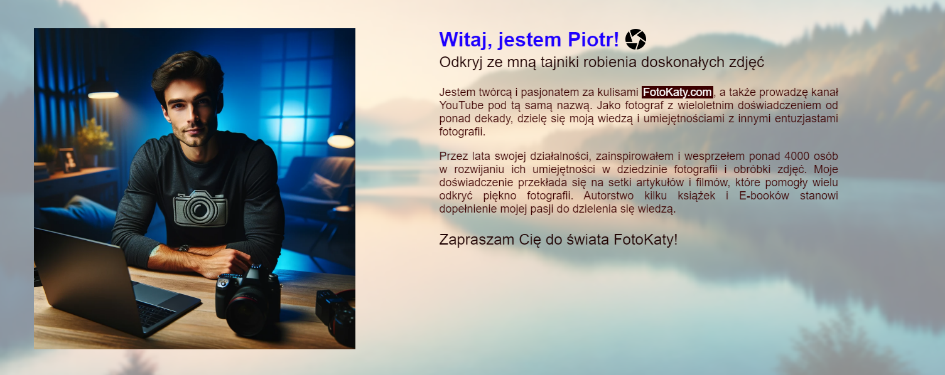 Witaj, jestem Piotr!
Odkryj ze mną tajniki robienia doskonałych zdjęć
Jestem twórcą i pasjonatem za kulisami FotoKaty.com, a także prowadzę kanał
YouTube pod tą samą nazwą. Jako fotograf z wieloletnim doświadczeniem od
ponad dekady, dzielę się moją wiedzą i umiejętnościami z innymi entuzjastami
fotografii.
Przez lata swojej działalności, zainspirowałem i wesprzełem ponad 4000 osób
w rozwijaniu ich umiejętności w dziedzinie fotografii i obróbki zdjęć. Moje
doświadczenie przekłada się na setki artykułów i filmów, które pomogły wielu
odkryć piękno fotografii. Autorstwo kilku książek i E-booków stanowi
dopełnienie mojej pasji do dzielenia się wiedzą.
Zapraszam Cię do świata FotoKaty!